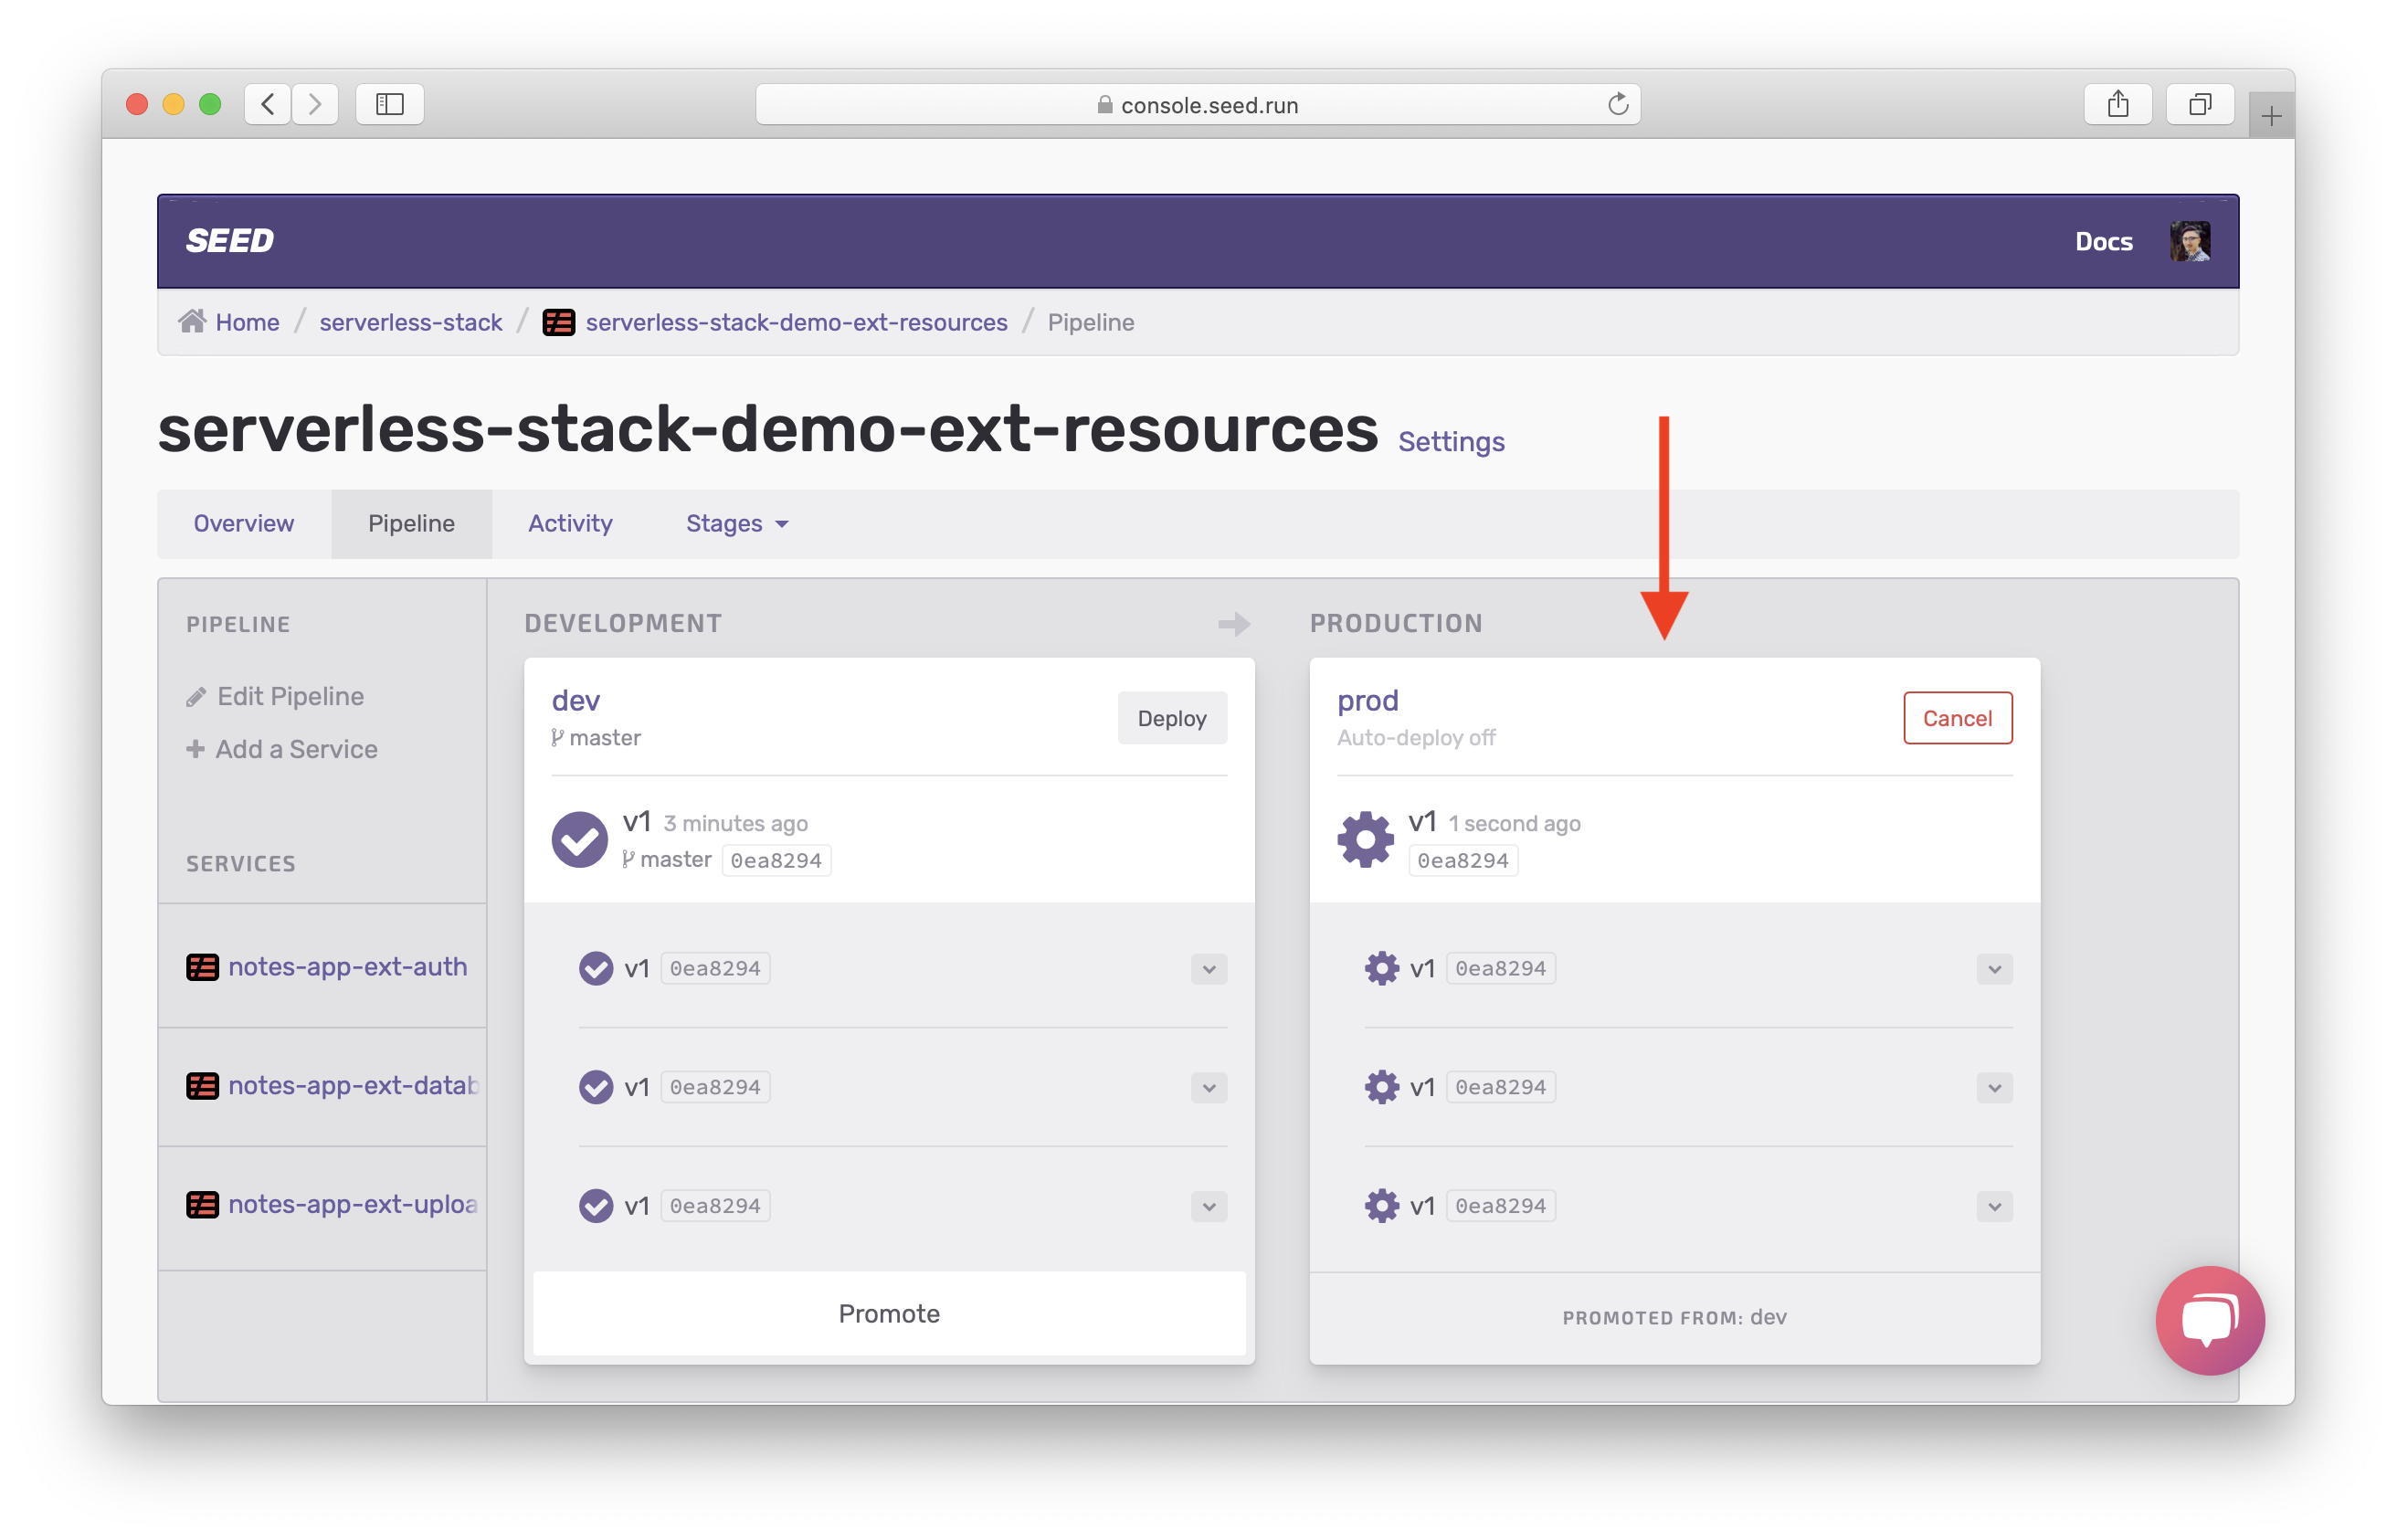 console.seed.run
SEED
Docs
Home / serverless-stack / serverless-stack-demo-ext-resources / Pipeline
serverless-stack-demo-ext-resources Settings
Overview Pipeline Activity Stages
PIPELINE
Edit Pipeline
+ Add a Service
SERVICES
notes-app-ext-auth
notes-app-ext-datab
notes-app-ext-uploa
DEVELOPMENT
dev
master
Deploy
v1 3 minutes ago
master 0ea8294
v1 0ea8294
v1 0ea8294
v1 0ea8294
Promote
PRODUCTION
prod
Auto-deploy off
Cancel
v1 1 second ago
0ea8294
v1 0ea8294
v1 0ea8294
v1 0ea8294
PROMOTED FROM: dev